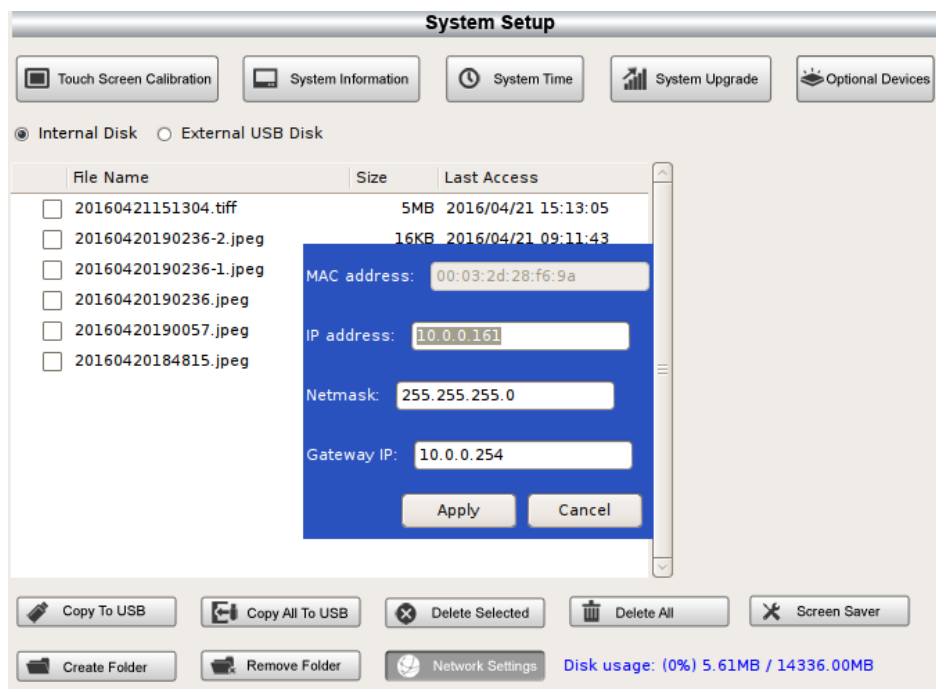 System Setup
Touch Screen Calibration
System Information
System Time
System Upgrade
Optional Devices
Internal Disk
External USB Disk
File Name Size Last Access
20160421151304.tiff 5MB 2016/04/21 15:13:05
20160420190236-2.jpeg 16KB 2016/04/21 09:11:43
20160420190236-1.jpeg
20160420190236.jpeg
20160420190057.jpeg
20160420184815.jpeg
MAC address: 00:03:2d:28:f6:9a
IP address: 10.0.0.161
Netmask: 255.255.255.0
Gateway IP: 10.0.0.254
Apply
Cancel
Copy To USB
Copy All To USB
Delete Selected
Delete All
Screen Saver
Create Folder
Remove Folder
Network Settings
Disk usage: (0%) 5.61MB / 14336.00MB